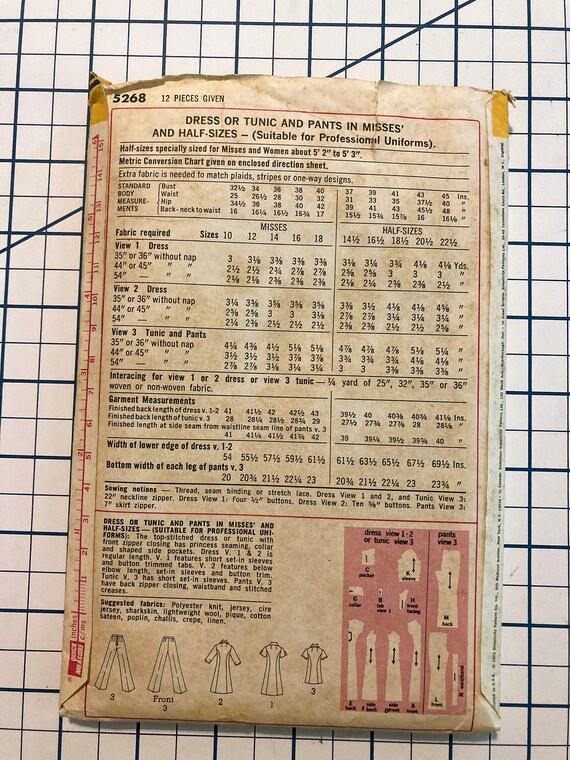 5268 12 PIECES GIVEN
DRESS OR TUNIC AND PANTS IN MISSES'
AND HALF-SIZES – (Suitable for Professional Uniforms).
Half-sizes specially sized for Misses and Women about 5' 2" to 5' 3".
Metric Conversion Chart given on enclosed direction sheet.
Extra fabric is needed to match plaids, stripes or one-way designs.
STANDARD Bust 32½ 34 36 38 40 37 39 41 43 45 Ins.
BODY Waist 25 26½ 28 30 32 31 33 35 37½ 40 "
MEASURE- Hip 34½ 36 38 40 42 39 41 43 45½ 48 "
MENTS Back - neck to waist 16 16¼ 16½ 16¾ 17 15½ 15¾ 15⅞ 16 "
MISSES HALF-SIZES
Fabric required Sizes 10 12 14 16 18 14½ 16½ 18½ 20½ 22½
View 1 Dress
35" or 36" without nap 3 3⅛ 3⅜ 3⅜ 3⅜ 3⅛ 3¼ 3¾ 4⅛ 4⅛ Yds.
44" or 45" " " 2½ 2½ 2¾ 2⅞ 2⅞ 2⅝ 2⅝ 3 3 3 "
54" – " " 2⅛ 2⅛ 2⅜ 2⅜ 2⅜ 2⅛ 2¼ 2½ 2½ 2½ "
View 2 Dress
35" or 36" without nap 3¼ 3⅜ 3⅝ 3⅝ 3⅝ 3⅜ 3½ 4⅛ 4⅛ 4⅝ "
44" or 45" " " 2⅝ 2⅝ 3 3 3⅛ 2⅞ 2⅞ 3¼ 3¼ 3¼ "
54" – " " 2¼ 2⅜ 2½ 2½ 2½ 2⅜ 2⅜ 2½ 2½ 2⅝ "
View 3 Tunic and Pants
35" or 36" without nap 4¼ 4⅜ 4½ 5⅛ 5⅛ 4⅞ 4⅞ 4⅞ 5⅛ 5¼ "
44" or 45" " " 3½ 3½ 3½ 3⅞ 3⅞ 3¾ 3¾ 4⅛ "
54" " " 2⅞ 2⅞ 3⅛ 3¼ 3¼ 3 3 "
Interfacing for view 1 or 2 dress or view 3 tunic — ¼ yard of 25", 32", 35" or 36"
woven or non-woven fabric.
Garment Measurements
Finished back length of dress v. 1-2 41 41½ 42 42½ 43 39½ 40 40⅜ 40¾ 41⅛ Ins.
Finished back length of tunic v. 3 28 28¼ 28½ 28¾ 29 27½ 27¾ 27⅞ 28 28⅛ "
Finished length at side seam from waistline seam line of pants v. 3
41 41¼ 41½ 41¾ 42 39 39¼ 39½ 39¾ 40 "
Width of lower edge of dress v. 1-2
54 55½ 57½ 59½ 61½ 61½ 63½ 65½ 67½ 69½ Ins.
Bottom width of each leg of pants v. 3
20 20¾ 21½ 22¼ 23 20¾ 21½ 22¼ 23 23¾ "
Sewing notions — Thread, seam binding or stretch lace. Dress View 1 and 2, and Tunic View 3:
22" neckline zipper. Dress View 1: Four ½" buttons. Dress View 2: Ten ⅝" buttons. Pants View 3:
7" skirt zipper.
DRESS OR TUNIC AND PANTS IN MISSES' AND
HALF-SIZES — (SUITABLE FOR PROFESSIONAL UNI-
FORMS): The top-stitched dress or tunic with
front zipper closing has princess seaming, collar
and shaped side pockets. Dress V. 1 & 2 is
regular length. V. 1 features short set-in sleeves
and button trimmed tabs. V. 2 features below
elbow length, set-in sleeves and button trim.
Tunic V. 3 has short set-in sleeves. Pants V. 3
have back zipper closing, waistband and stitched
creases.
Suggested fabrics: Polyester knit, jersey, cire
jersey, sharkskin, lightweight wool, pique, cotton
sateen, poplin, challis, crepe, linen.
3
Front
3
2
1
3
dress view 1-2
or tunic view 3
pants
view 3
C
pocket
sleeve
G
collar
B
tab
view 1
H
front
facing
M
back
back
F side
back
side
front
A
front
L
front
waistband
QUICK inches
MEASURE c/ms